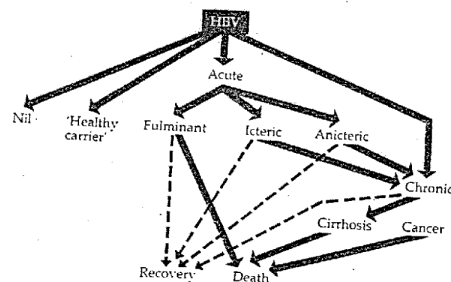 HBV
Acute
Nil
'Healthy
carrier'
Fulminant
Icteric
Anicteric
Chronic
Cirrhosis
Cancer
Recovery
Death